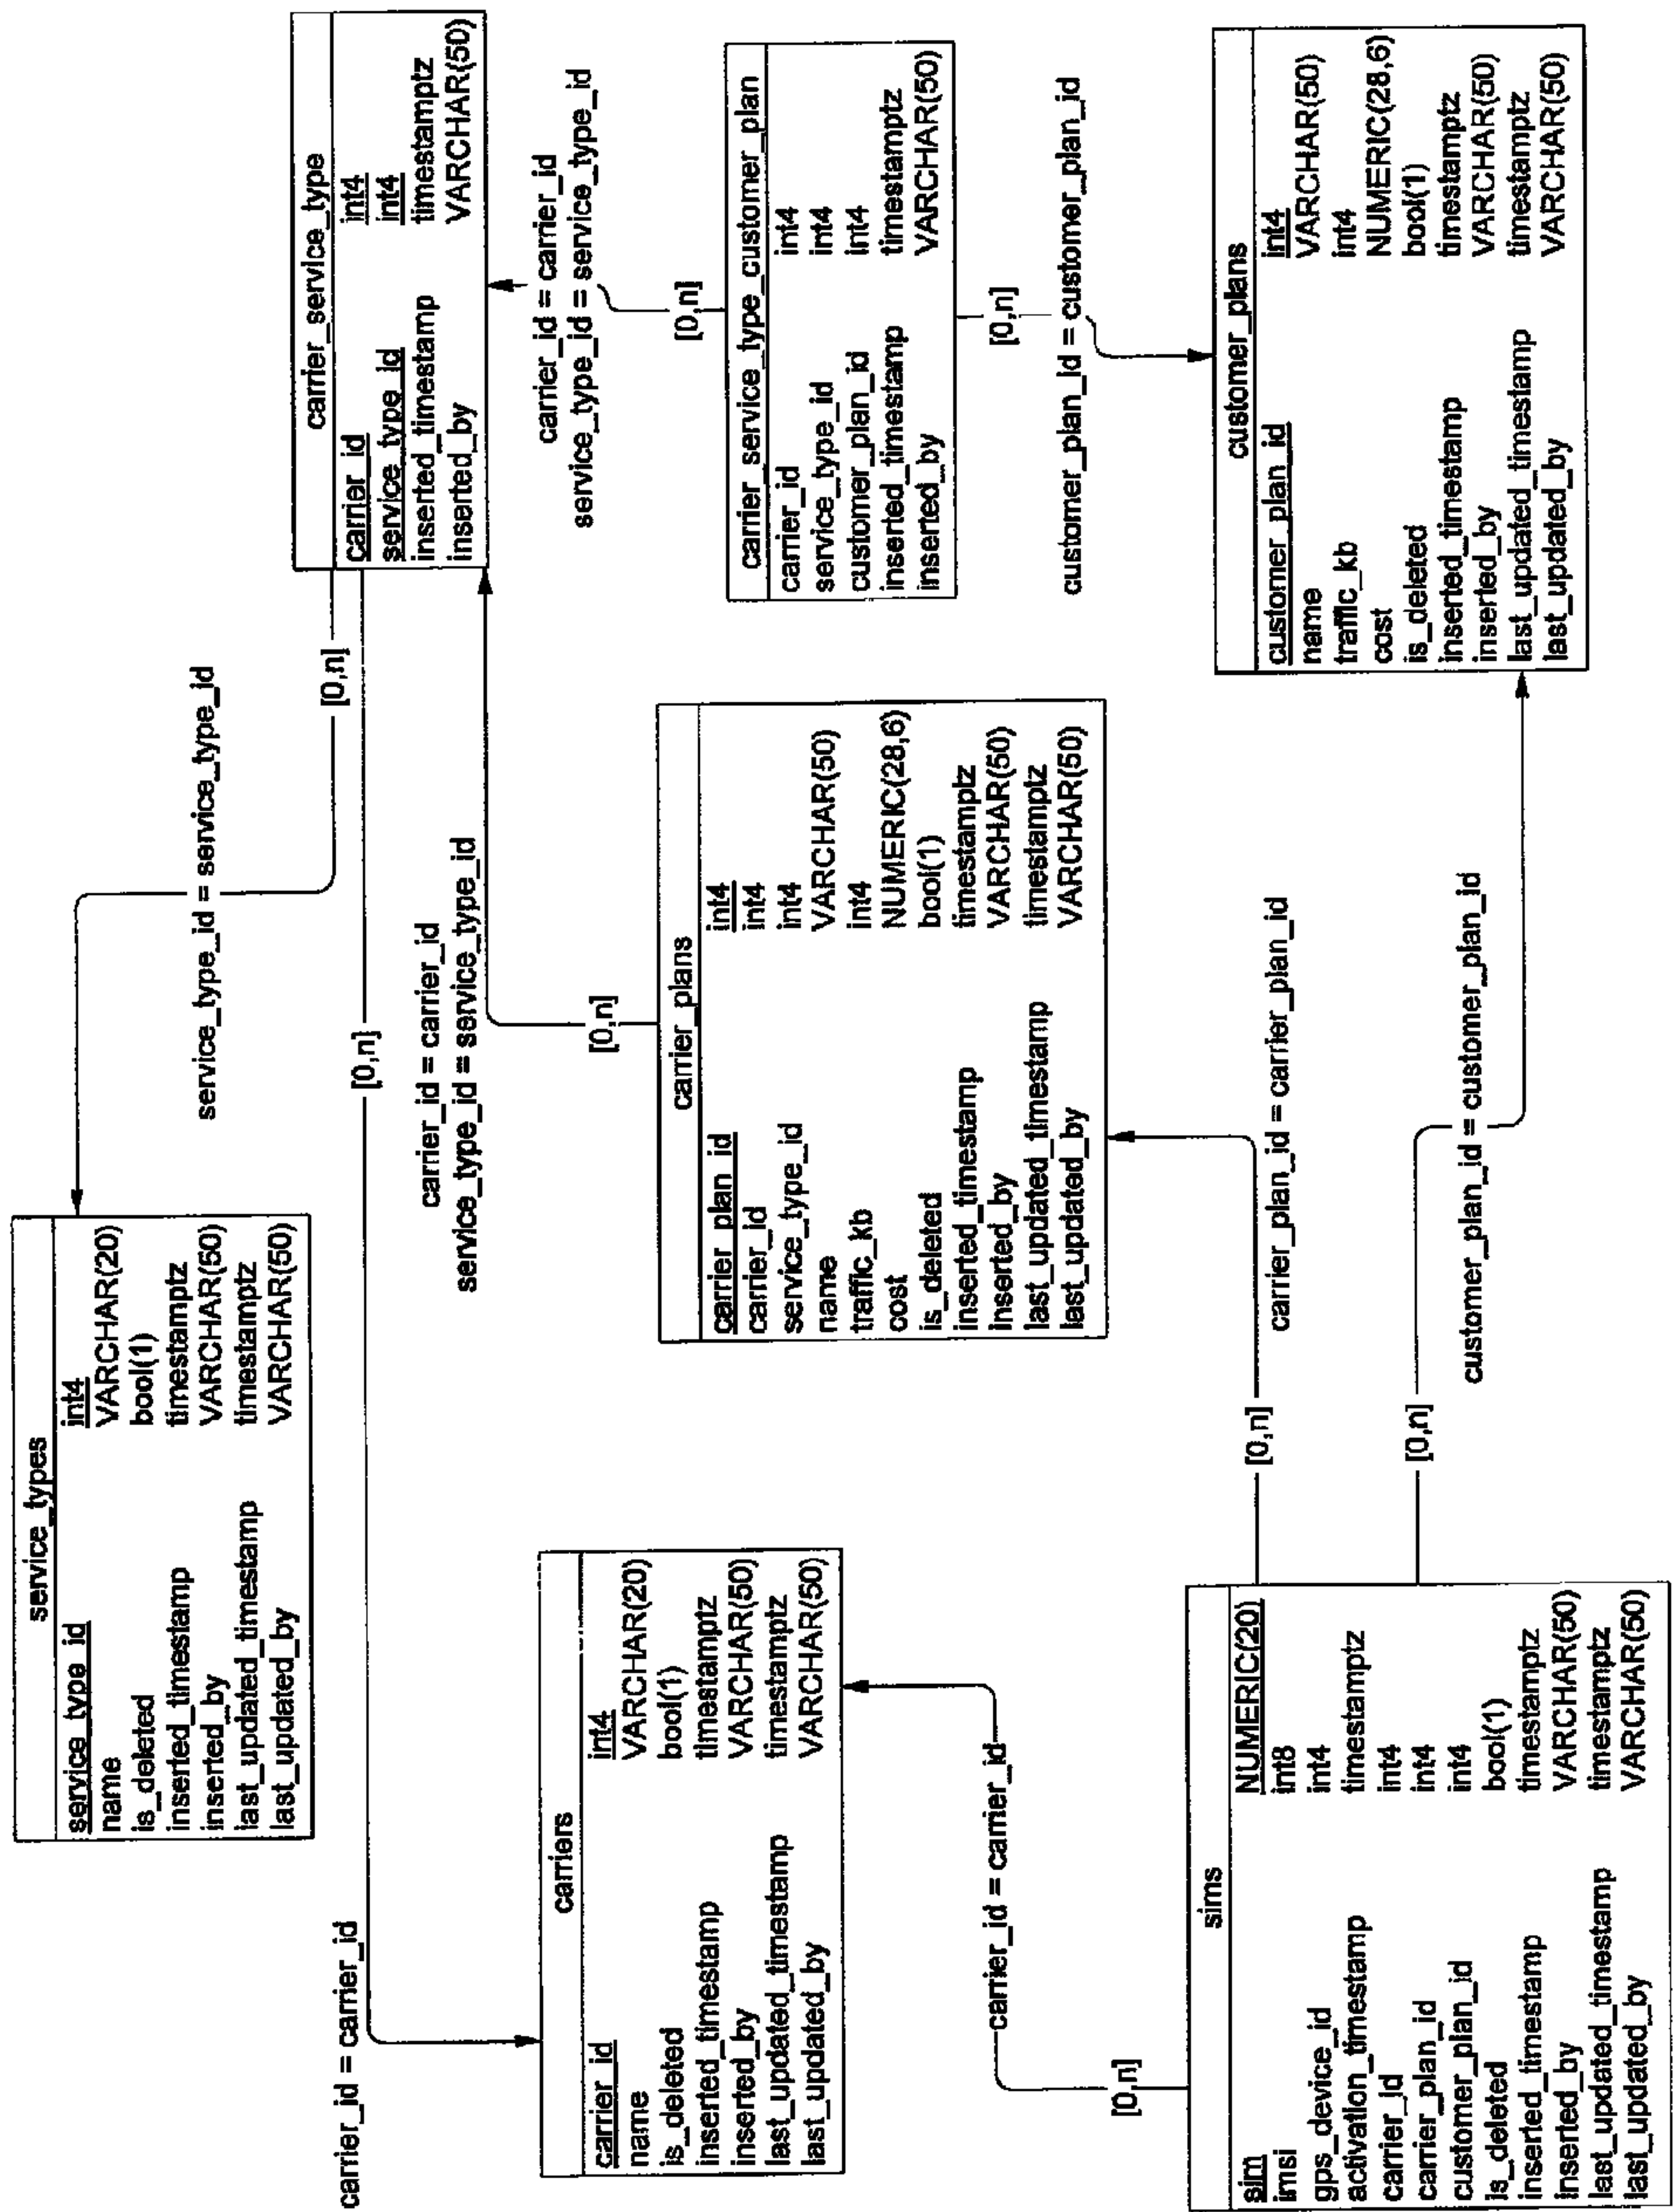 service_types
service_type_id int4
name VARCHAR(20)
is_deleted bool(1)
inserted_timestamp timestamptz
inserted_by VARCHAR(50)
last_updated_timestamp timestamptz
last_updated_by VARCHAR(50)
service_type_id = service_type_id
[0,n]
carrier_service_type
carrier_id int4
service_type_id int4
inserted_timestamp timestamptz
inserted_by VARCHAR(50)
carrier_id = carrier_id
[0,n]
carrier_id = carrier_id
service_type_id = service_type_id
[0,n]
carrier_id = carrier_id
service_type_id = service_type_id
[0,n]
carriers
carrier_id int4
name VARCHAR(20)
is_deleted bool(1)
inserted_timestamp timestamptz
inserted_by VARCHAR(50)
last_updated_timestamp timestamptz
last_updated_by VARCHAR(50)
carrier_plans
carrier_plan_id int4
carrier_id int4
service_type_id int4
name VARCHAR(50)
traffic_kb int4
cost NUMERIC(28,6)
is_deleted bool(1)
inserted_timestamp timestamptz
inserted_by VARCHAR(50)
last_updated_timestamp timestamptz
last_updated_by VARCHAR(50)
carrier_service_type_customer_plan
carrier_id int4
service_type_id int4
customer_plan_id int4
inserted_timestamp timestamptz
inserted_by VARCHAR(50)
[0,n]
customer_plan_id = customer_plan_id
carrier_id = carrier_id
[0,n]
sims
sim NUMERIC(20)
imsi int8
gps_device_id int4
activation_timestamp timestamptz
carrier_id int4
carrier_plan_id int4
customer_plan_id int4
is_deleted bool(1)
inserted_timestamp timestamptz
inserted_by VARCHAR(50)
last_updated_timestamp timestamptz
last_updated_by VARCHAR(50)
[0,n]
carrier_plan_id = carrier_plan_id
[0,n]
customer_plan_id = customer_plan_id
customer_plans
customer_plan_id int4
name VARCHAR(50)
traffic_kb int4
cost NUMERIC(28,6)
is_deleted bool(1)
inserted_timestamp timestamptz
inserted_by VARCHAR(50)
last_updated_timestamp timestamptz
last_updated_by VARCHAR(50)